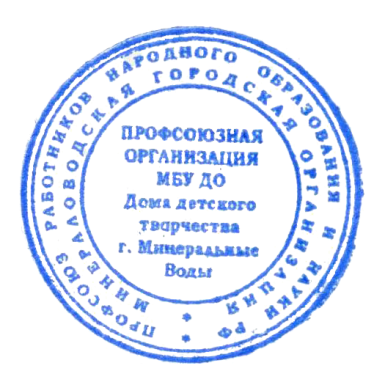 ПРОФСОЮЗ РАБОТНИКОВ НАРОДНОГО ОБРАЗОВАНИЯ И НАУКИ РФ *
МИНЕРАЛОВОДСКАЯ ГОРОДСКАЯ ОРГАНИЗАЦИЯ *
ПРОФСОЮЗНАЯ
ОРГАНИЗАЦИЯ
МБУ ДО
Дома детского
творчества
г. Минеральные
Воды